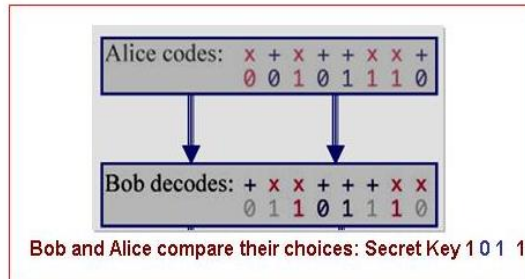 Alice codes: x + x + + x x +
0 0 1 0 1 1 1 0
Bob decodes: + x x + + + x x
0 1 1 0 1 1 1 0
Bob and Alice compare their choices: Secret Key 1 0 1 1